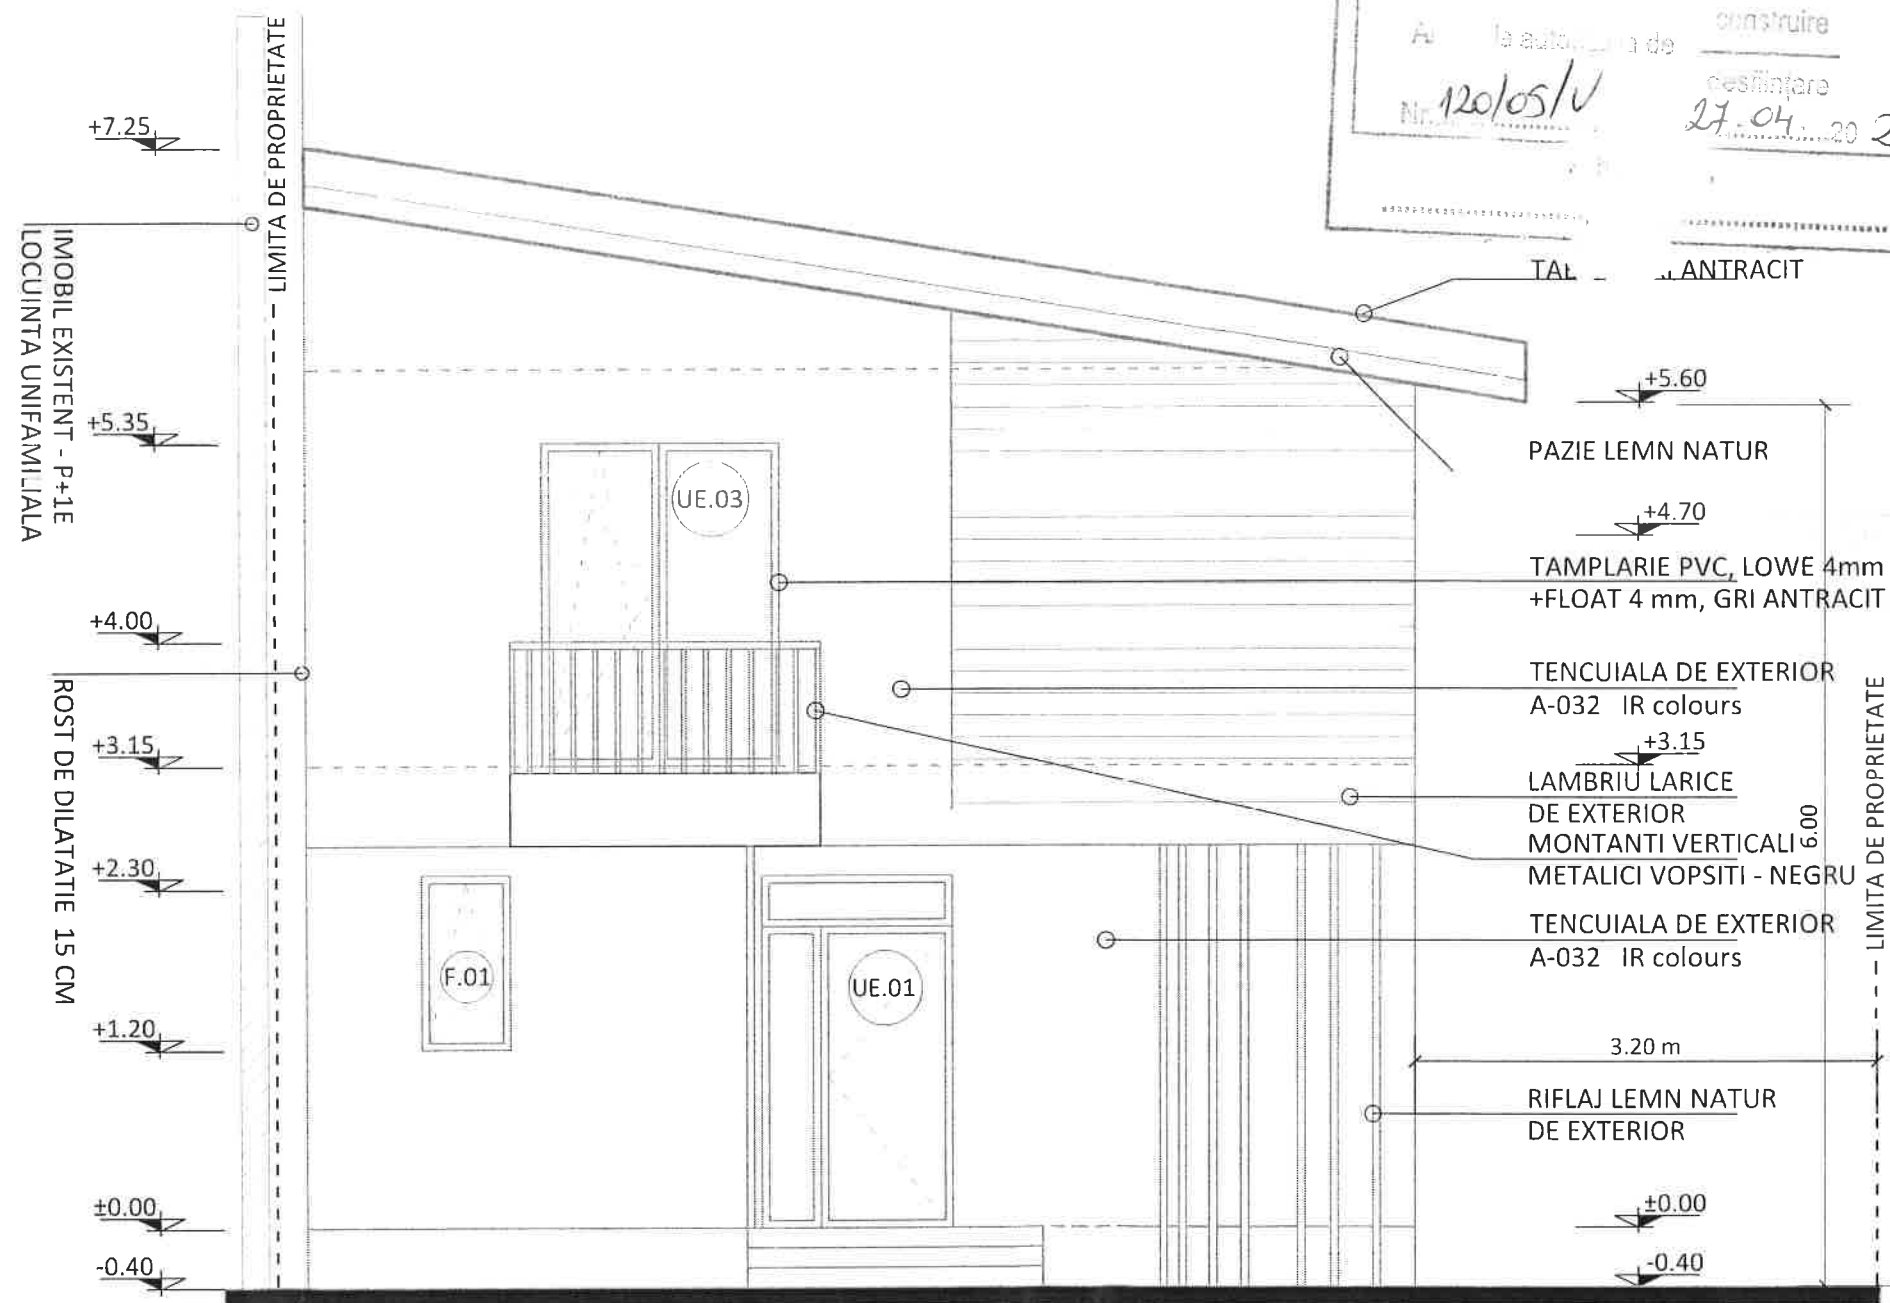 construire
la autorizatia de
desfiinţare
Nr. 120/05/V
27.04. 20 2
LIMITA DE PROPRIETATE
+7.25
ANTRACIT
IMOBIL EXISTENT - P+1E
LOCUINTA UNIFAMILIALA
+5.60
+5.35
PAZIE LEMN NATUR
UE.03
+4.70
TAMPLARIE PVC, LOWE 4mm
+FLOAT 4 mm, GRI ANTRACIT
+4.00
TENCUIALA DE EXTERIOR
A-032 IR colours
ROST DE DILATATIE 15 CM
+3.15
+3.15
LAMBRIU LARICE
DE EXTERIOR
6.00
MONTANTI VERTICALI
METALICI VOPSITI - NEGRU
LIMITA DE PROPRIETATE
+2.30
TENCUIALA DE EXTERIOR
A-032 IR colours
F.01
UE.01
+1.20
3.20 m
RIFLAJ LEMN NATUR
DE EXTERIOR
±0.00
±0.00
-0.40
-0.40